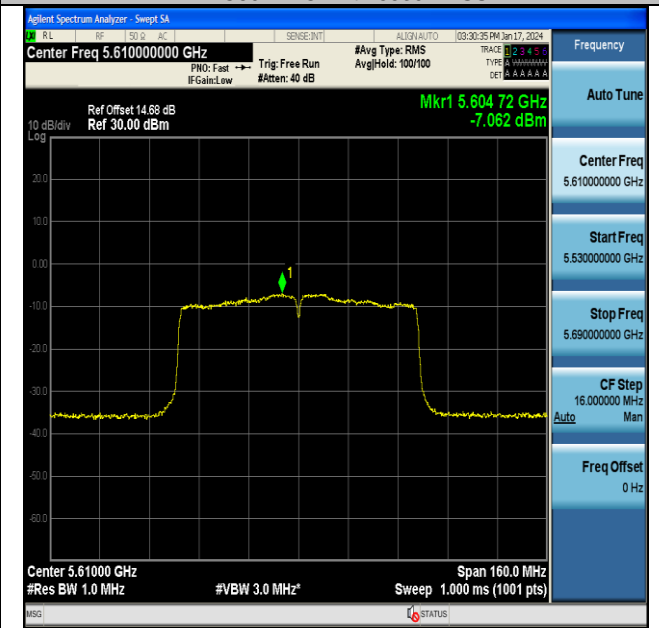 Agilent Spectrum Analyzer - Swept SA
RL RF 50 Ω AC SENSE:INT ALIGN AUTO 03:30:35 PM Jan 17, 2024
Center Freq 5.610000000 GHz
PNO: Fast
IFGain:Low
Trig: Free Run
#Atten: 40 dB
#Avg Type: RMS
Avg|Hold: 100/100
TRACE 1 2 3 4 5 6
TYPE A
DET A A A A A A
Ref Offset 14.68 dB
10 dB/div Ref 30.00 dBm
Log
Mkr1 5.604 72 GHz
-7.062 dBm
20.0
10.0
0.00
-10.0
-20.0
-30.0
-40.0
-50.0
-60.0
1
Center 5.61000 GHz
Span 160.0 MHz
#Res BW 1.0 MHz
#VBW 3.0 MHz*
Sweep 1.000 ms (1001 pts)
MSG
STATUS
Frequency
Auto Tune
Center Freq
5.610000000 GHz
Start Freq
5.530000000 GHz
Stop Freq
5.690000000 GHz
CF Step
16.000000 MHz
Auto Man
Freq Offset
0 Hz